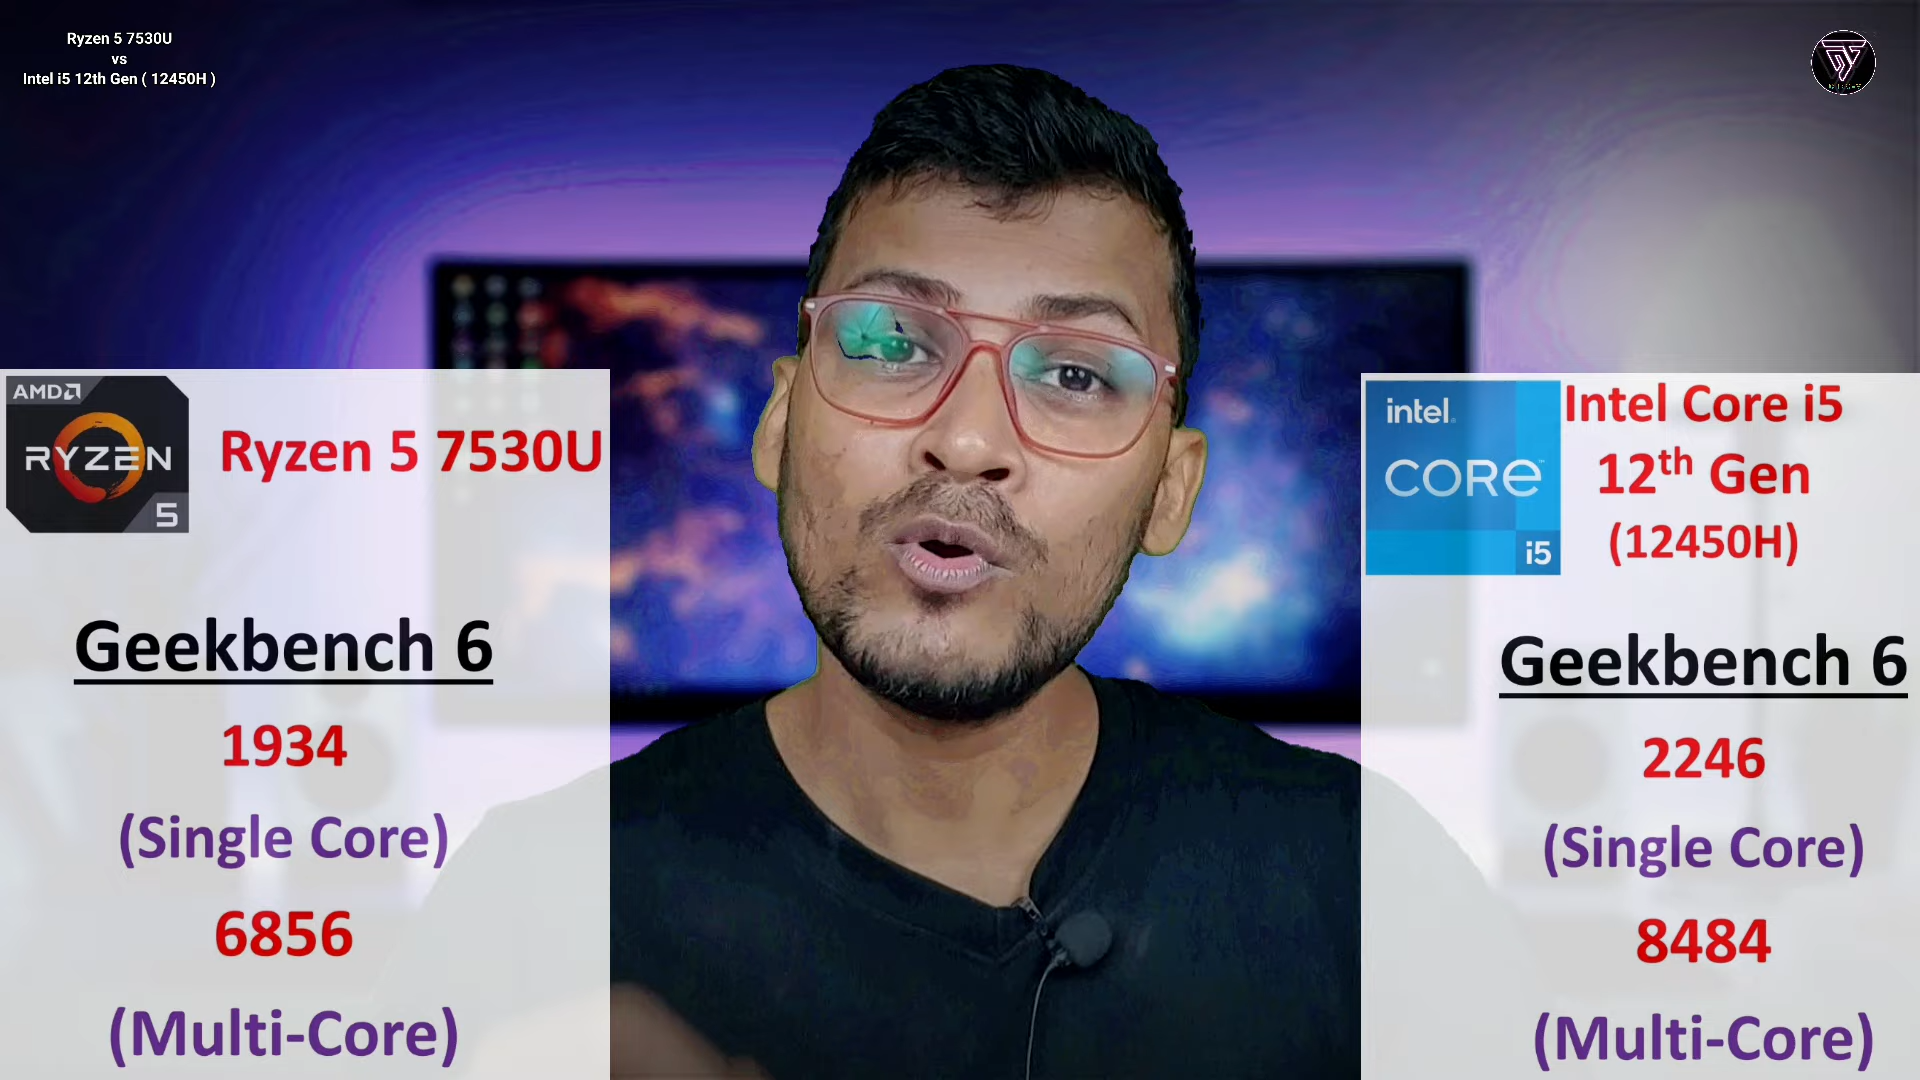 Ryzen 5 7530U
vs
Intel i5 12th Gen ( 12450H )
AMD
RYZEN
5
Ryzen 5 7530U
Geekbench 6
1934
(Single Core)
6856
(Multi-Core)
intel
CORE
i5
Intel Core i5
12th Gen
(12450H)
Geekbench 6
2246
(Single Core)
8484
(Multi-Core)